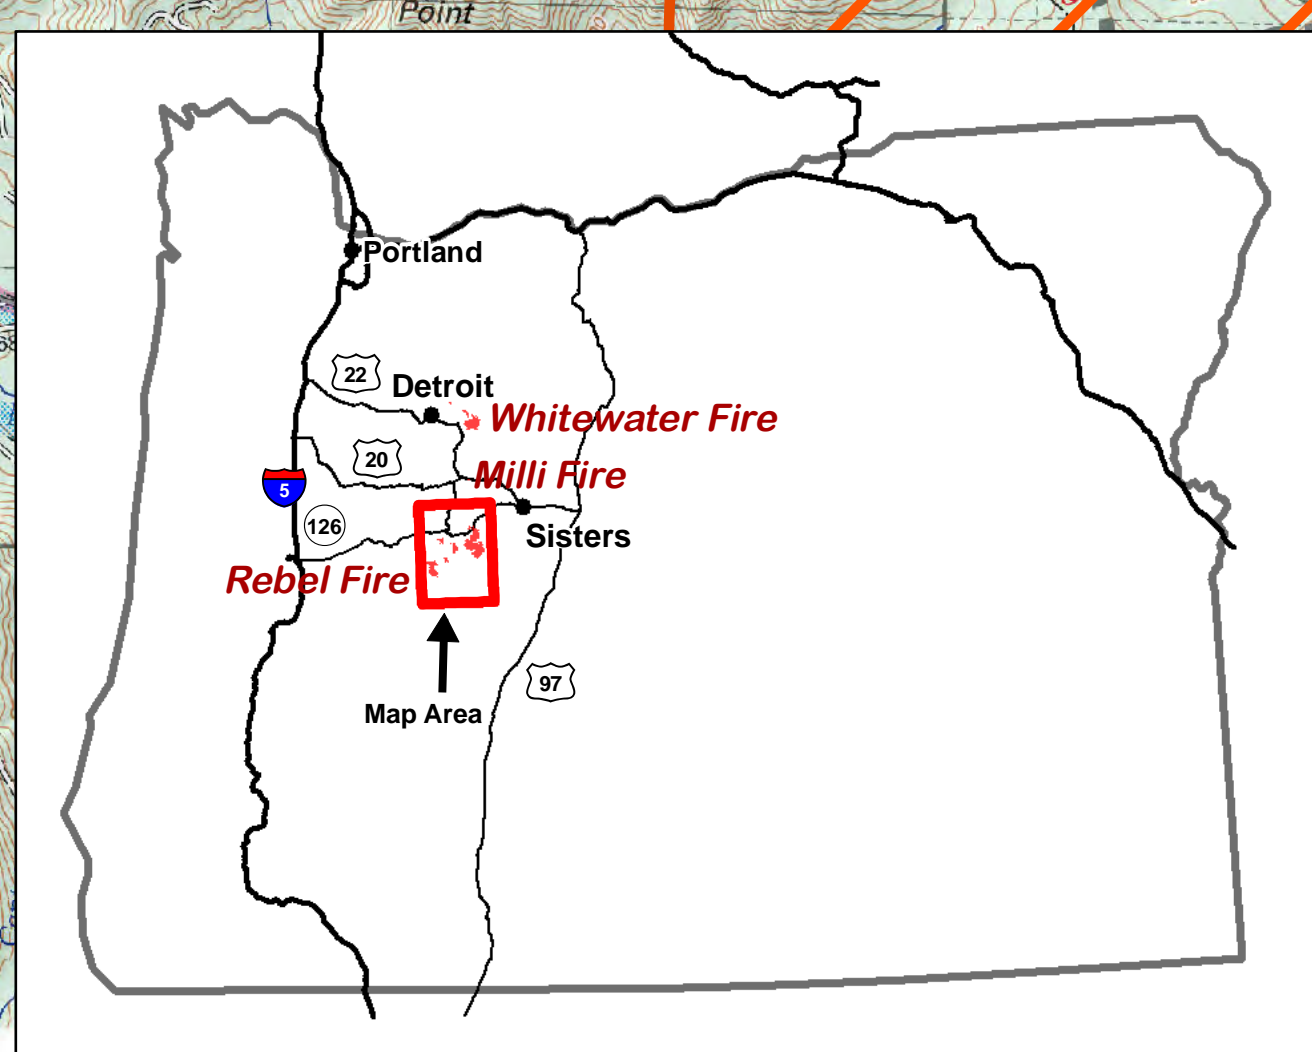 Point
Portland
22
Detroit
Whitewater Fire
20
Milli Fire
5
126
Sisters
Rebel Fire
97
Map Area